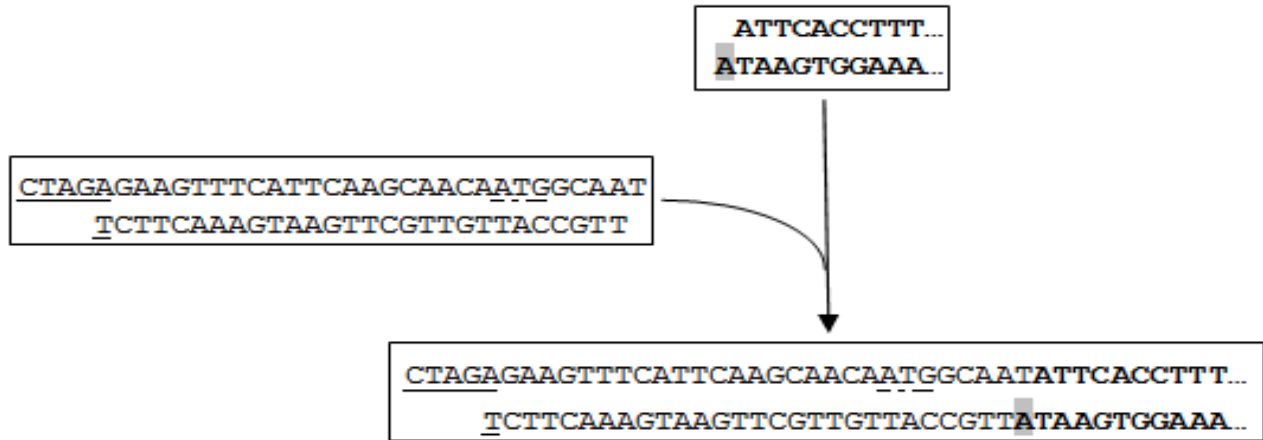 ATTCACCTTT...
ATAAGTGGAAA...
CTAGAGAAGTTTCATTCAAGCAACAATGGCAAT
TCTTCAAAGTAAGTTCGTTGTTACCGTT
CTAGAGAAGTTTCATTCAAGCAACAATGGCAATATTCACCTTT...
TCTTCAAAGTAAGTTCGTTGTTACCGTTATAAGTGGAAA...